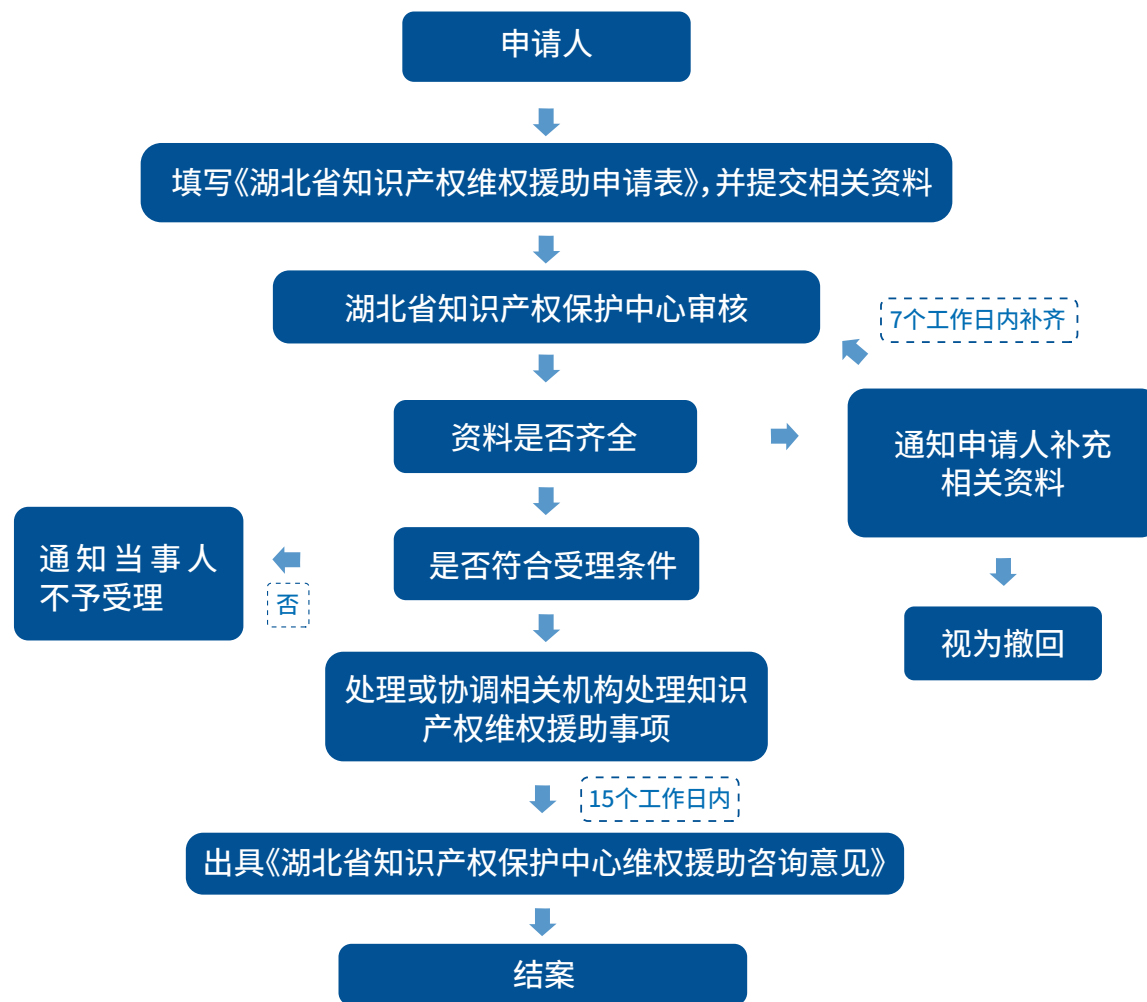 申请人
填写《湖北省知识产权维权援助申请表》，并提交相关资料
湖北省知识产权保护中心审核
7个工作日内补齐
资料是否齐全
通知申请人补充
相关资料
是否符合受理条件
通知当事人
不予受理
否
视为撤回
处理或协调相关机构处理知识
产权维权援助事项
15个工作日内
出具《湖北省知识产权保护中心维权援助咨询意见》
结案